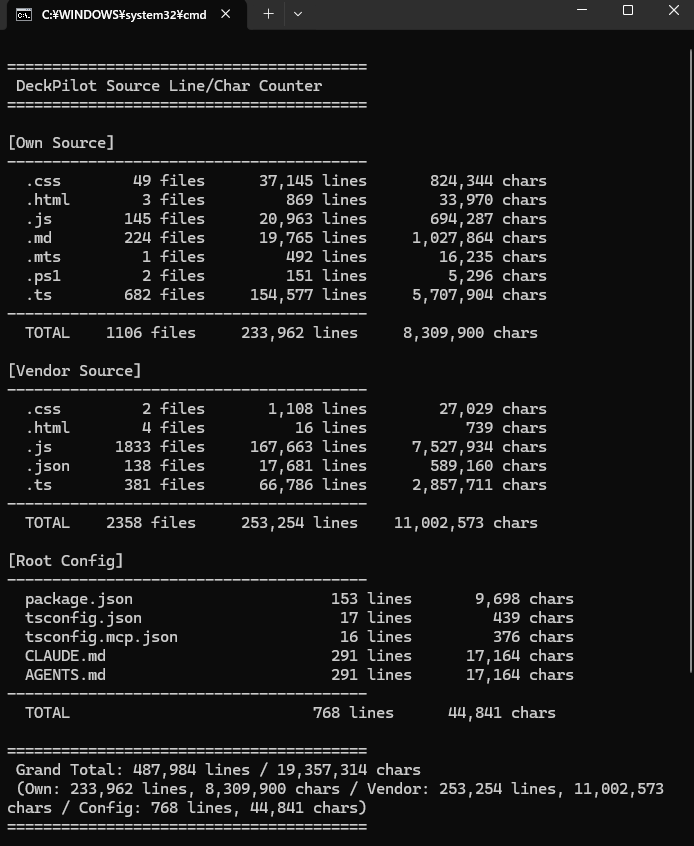 C:¥WINDOWS¥system32¥cmd
========================================
DeckPilot Source Line/Char Counter
========================================
[Own Source]
----------------------------------------
.css 49 files 37,145 lines 824,344 chars
.html 3 files 869 lines 33,970 chars
.js 145 files 20,963 lines 694,287 chars
.md 224 files 19,765 lines 1,027,864 chars
.mts 1 files 492 lines 16,235 chars
.ps1 2 files 151 lines 5,296 chars
.ts 682 files 154,577 lines 5,707,904 chars
----------------------------------------
TOTAL 1106 files 233,962 lines 8,309,900 chars
[Vendor Source]
----------------------------------------
.css 2 files 1,108 lines 27,029 chars
.html 4 files 16 lines 739 chars
.js 1833 files 167,663 lines 7,527,934 chars
.json 138 files 17,681 lines 589,160 chars
.ts 381 files 66,786 lines 2,857,711 chars
----------------------------------------
TOTAL 2358 files 253,254 lines 11,002,573 chars
[Root Config]
----------------------------------------
package.json 153 lines 9,698 chars
tsconfig.json 17 lines 439 chars
tsconfig.mcp.json 16 lines 376 chars
CLAUDE.md 291 lines 17,164 chars
AGENTS.md 291 lines 17,164 chars
----------------------------------------
TOTAL 768 lines 44,841 chars
========================================
Grand Total: 487,984 lines / 19,357,314 chars
(Own: 233,962 lines, 8,309,900 chars / Vendor: 253,254 lines, 11,002,573
chars / Config: 768 lines, 44,841 chars)
========================================